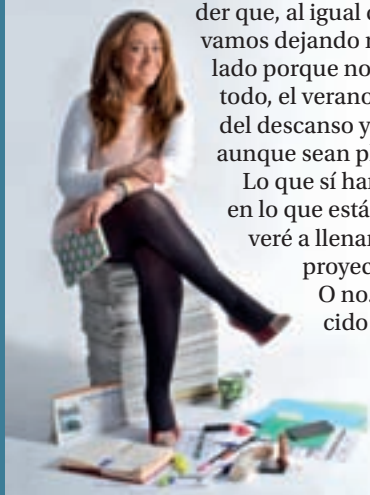 der que, al igual
vamos dejando
lado porque no
todo, el verano
del descanso y
aunque sean
Lo que sí
en lo que está
veré a llenar
proyec
O no.
cido